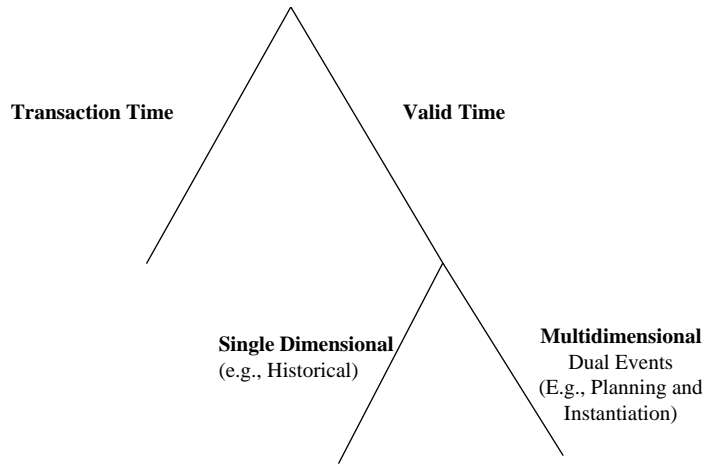 Transaction Time
Valid Time
Single Dimensional
(e.g., Historical)
Multidimensional
Dual Events
(E.g., Planning and
Instantiation)